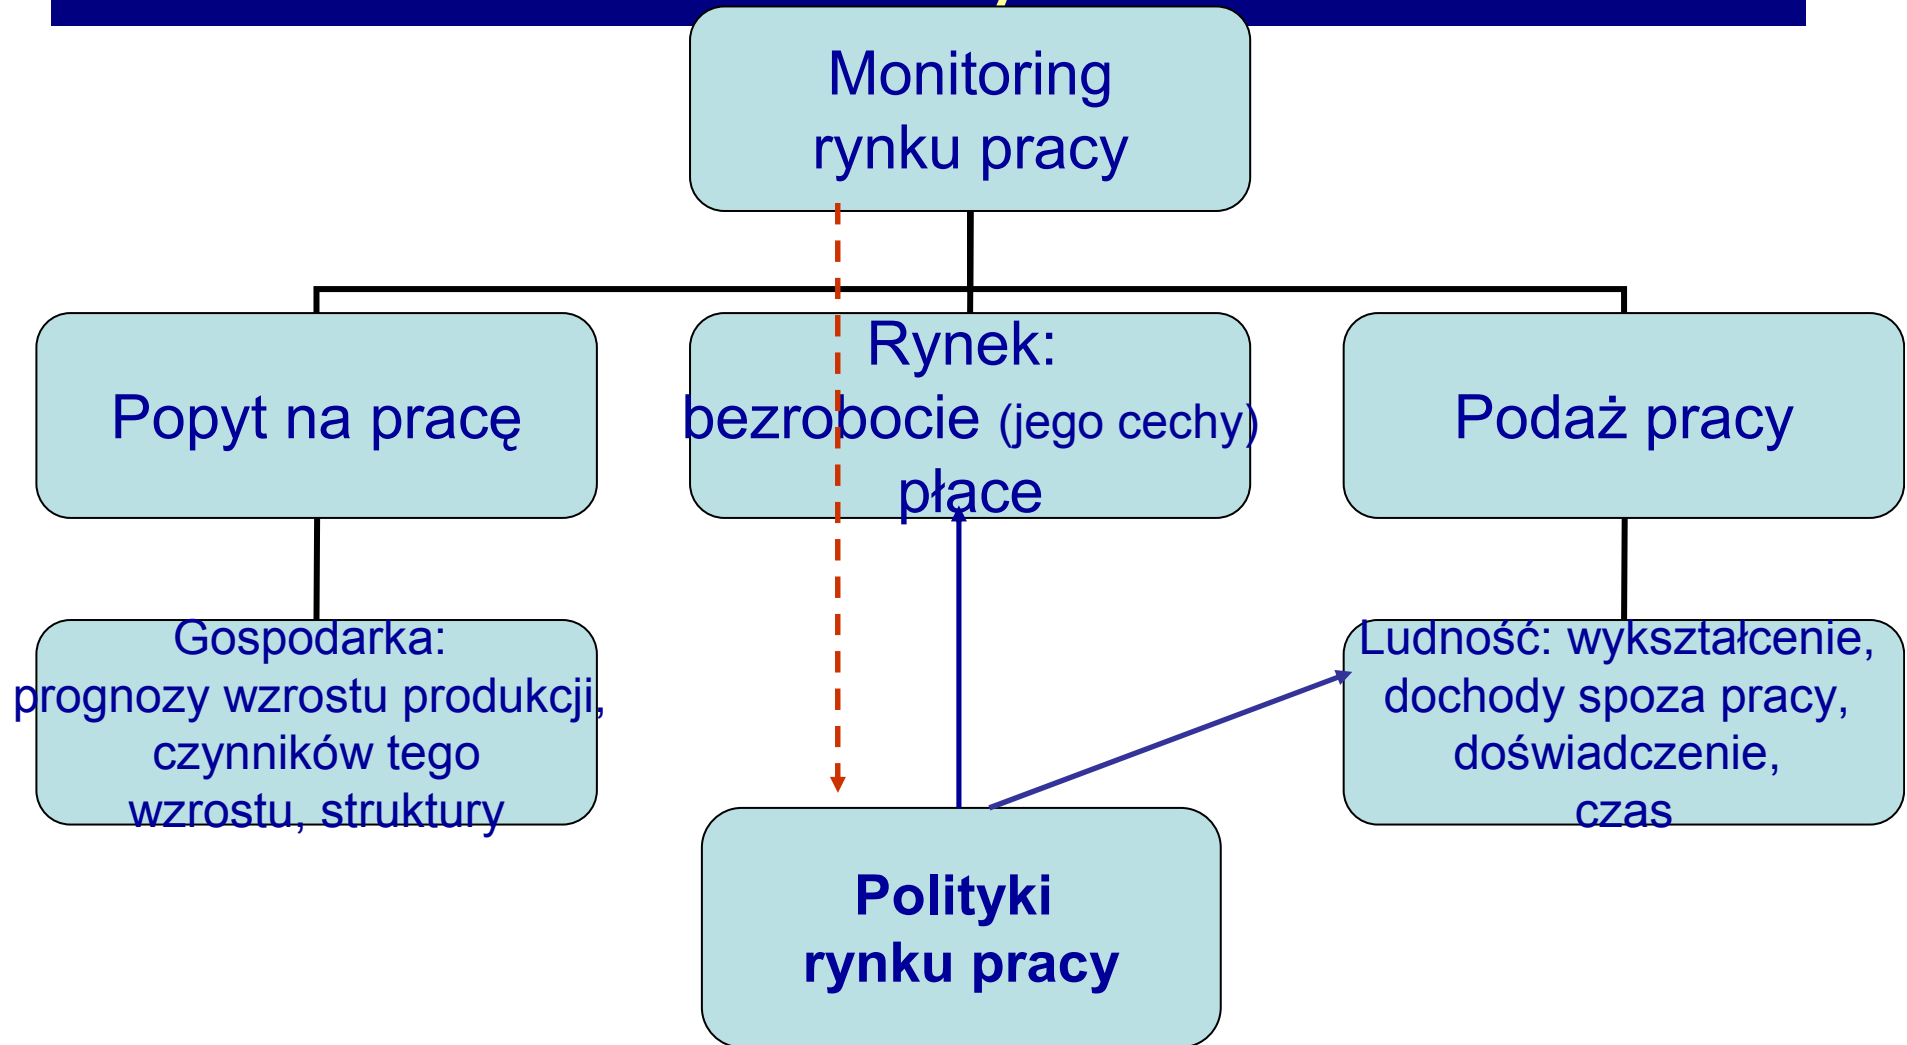 Monitoring
rynku pracy
Popyt na pracę
Rynek:
bezrobocie (jego cechy)
płace
Podaż pracy
Gospodarka:
prognozy wzrostu produkcji,
czynników tego
wzrostu, struktury
Ludność: wykształcenie,
dochody spoza pracy,
doświadczenie,
czas
Polityki
rynku pracy